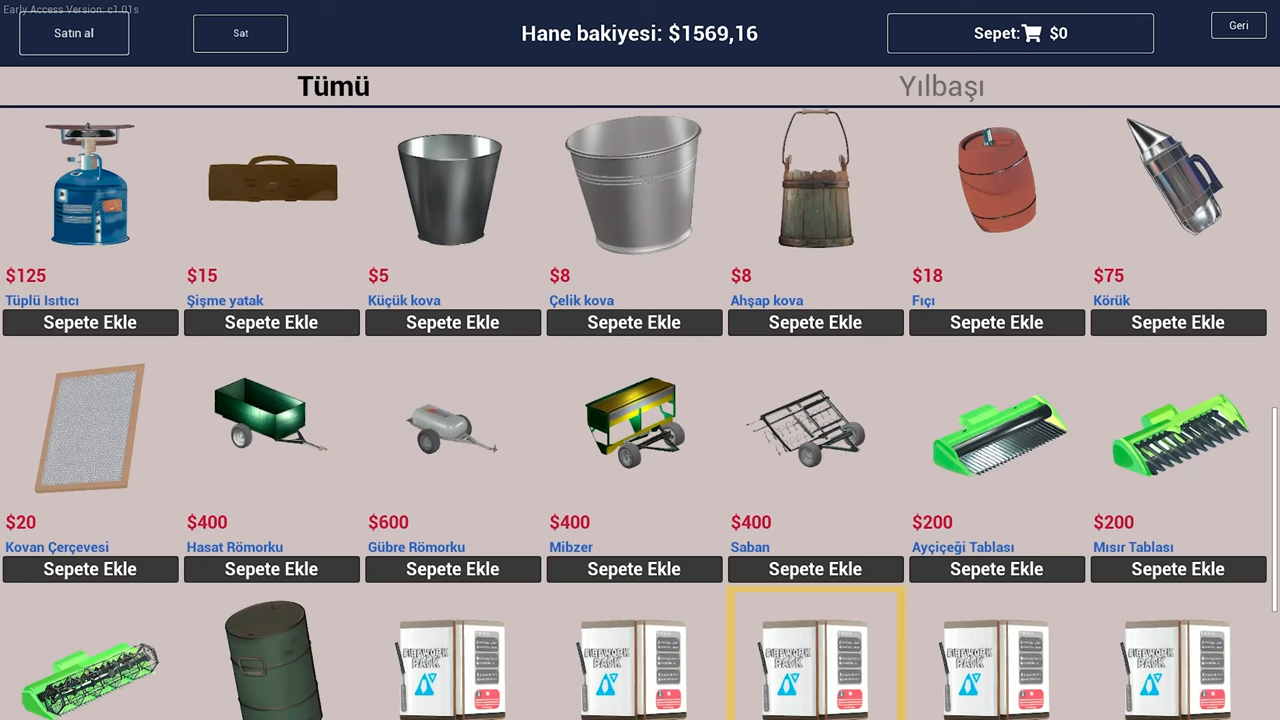 Early Access Version: c1.01s
Satın al
Sat
Hane bakiyesi: $1569,16
Sepet: $0
Geri
Tümü
Yılbaşı
$125
$15
$5
$8
$8
$18
$75
Tüplü Isıtıcı
Şişme yatak
Küçük kova
Çelik kova
Ahşap kova
Fıçı
Körük
Sepete Ekle
Sepete Ekle
Sepete Ekle
Sepete Ekle
Sepete Ekle
Sepete Ekle
Sepete Ekle
$20
$400
$600
$400
$400
$200
$200
Kovan Çerçevesi
Hasat Römorku
Gübre Römorku
Mibzer
Saban
Ayçiçeği Tablası
Mısır Tablası
Sepete Ekle
Sepete Ekle
Sepete Ekle
Sepete Ekle
Sepete Ekle
Sepete Ekle
Sepete Ekle